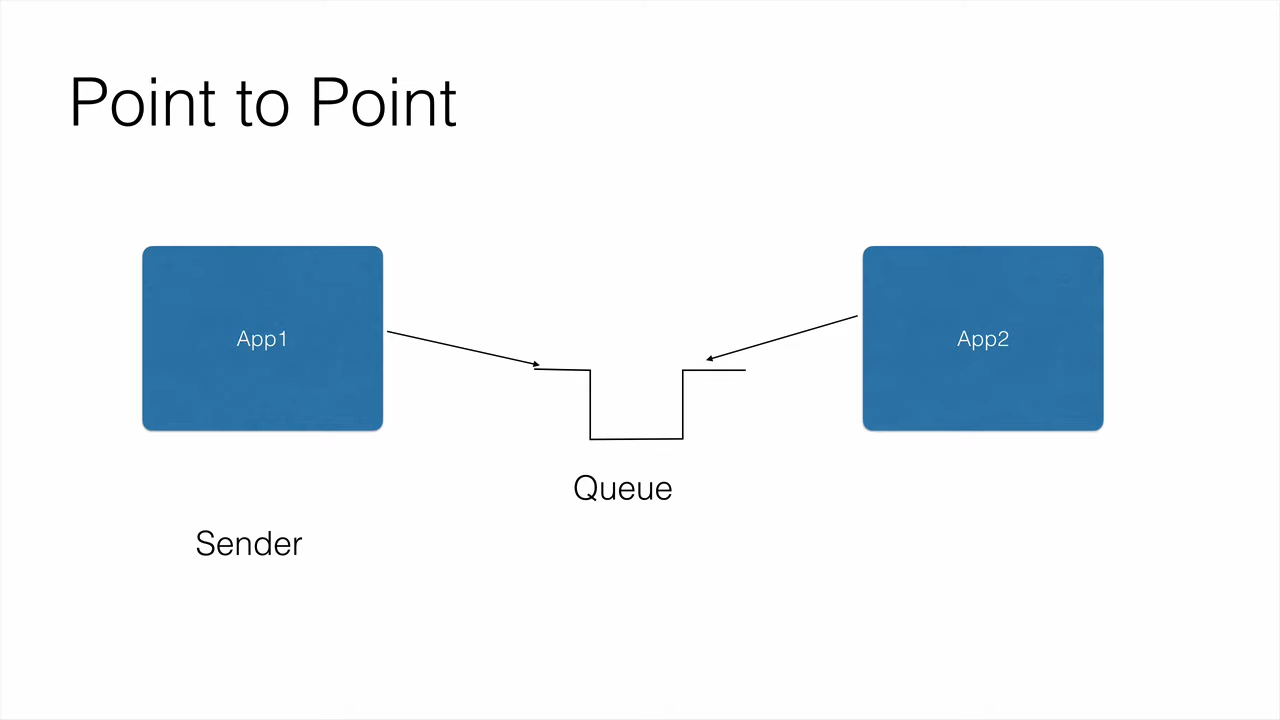 Point to Point
App1
App2
Queue
Sender